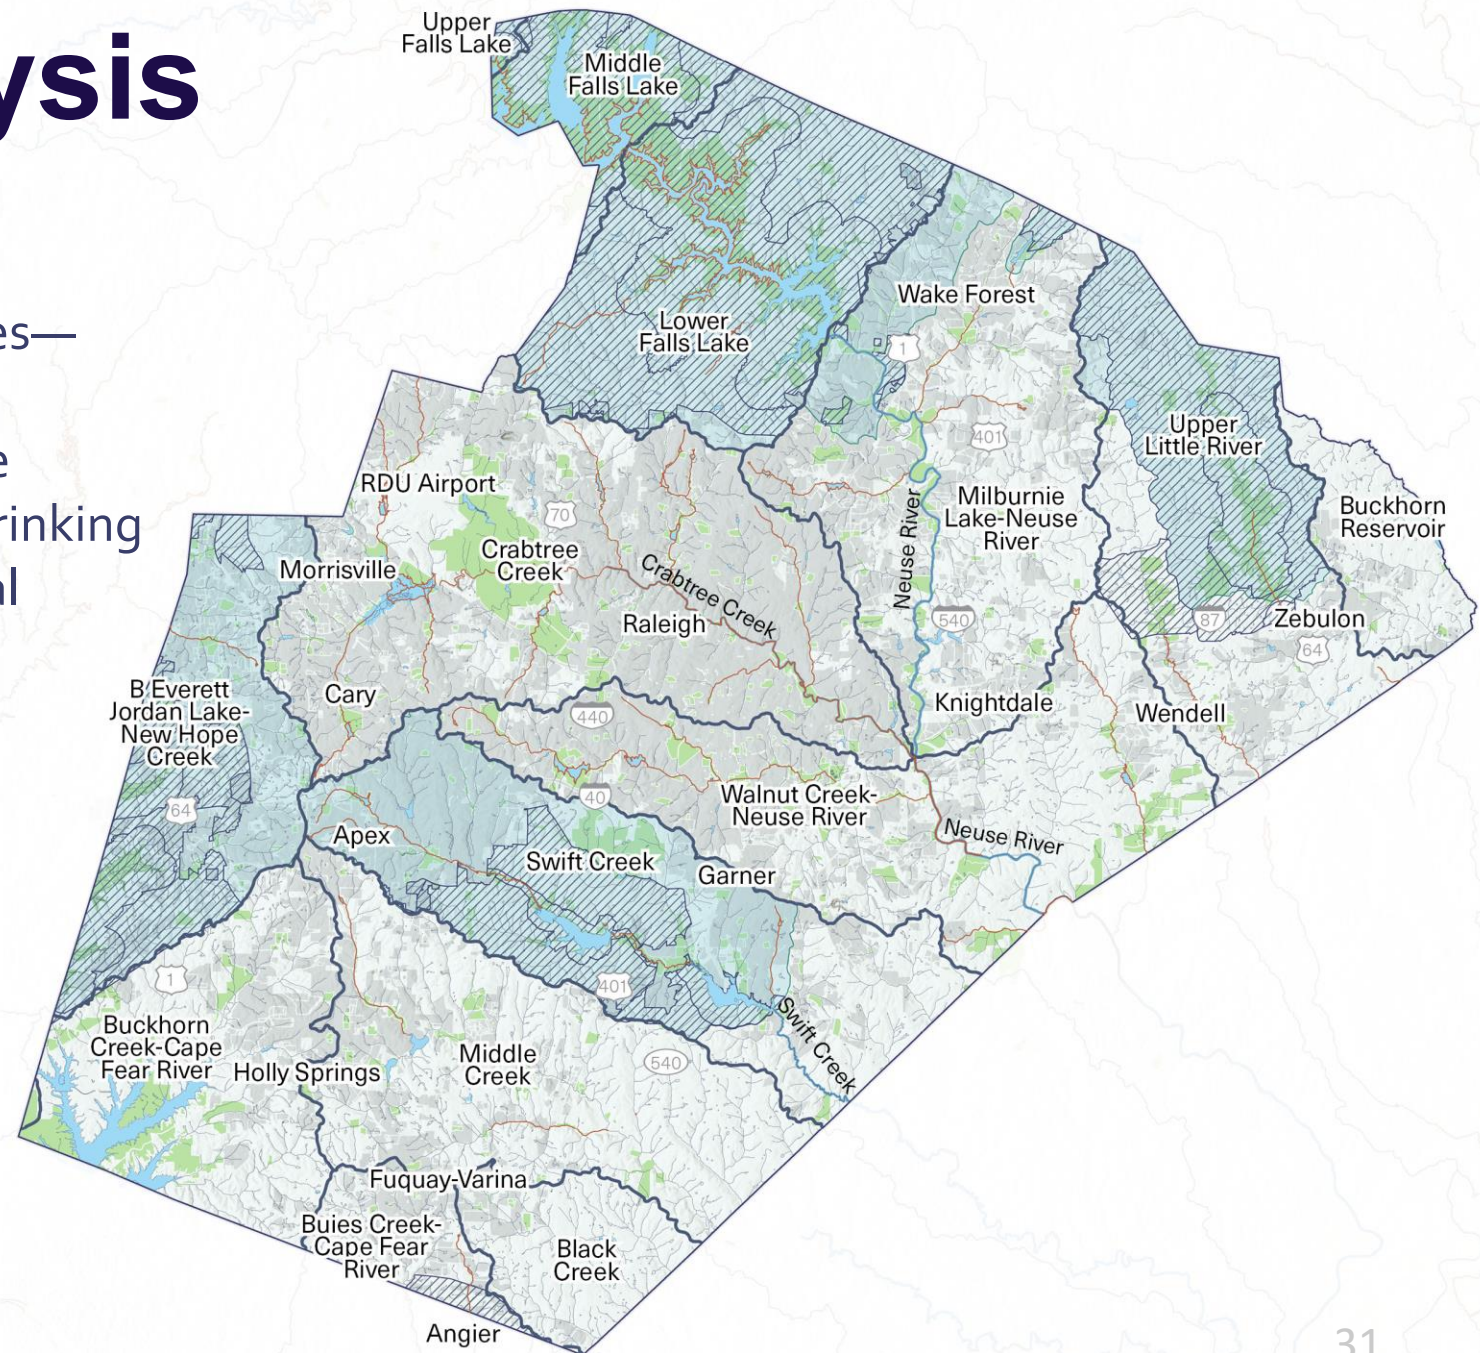 ysis
es—
e
rinking
al
Upper
Falls Lake
Middle
Falls Lake
Lower
Falls Lake
Wake Forest
1
401
Upper
Little River
Buckhorn
Reservoir
RDU Airport
70
Crabtree
Creek
Morrisville
Crabtree Creek
Raleigh
Neuse River
Milburnie
Lake-Neuse
River
540
87
Zebulon
64
B Everett
Jordan Lake-
New Hope
Creek
Cary
440
Knightdale
Wendell
64
40
Walnut Creek-
Neuse River
Neuse River
Apex
Swift Creek
Garner
1
401
Swift Creek
Buckhorn
Creek-Cape
Fear River
Holly Springs
Middle
Creek
540
Fuquay-Varina
Buies Creek-
Cape Fear
River
Black
Creek
Angier
31